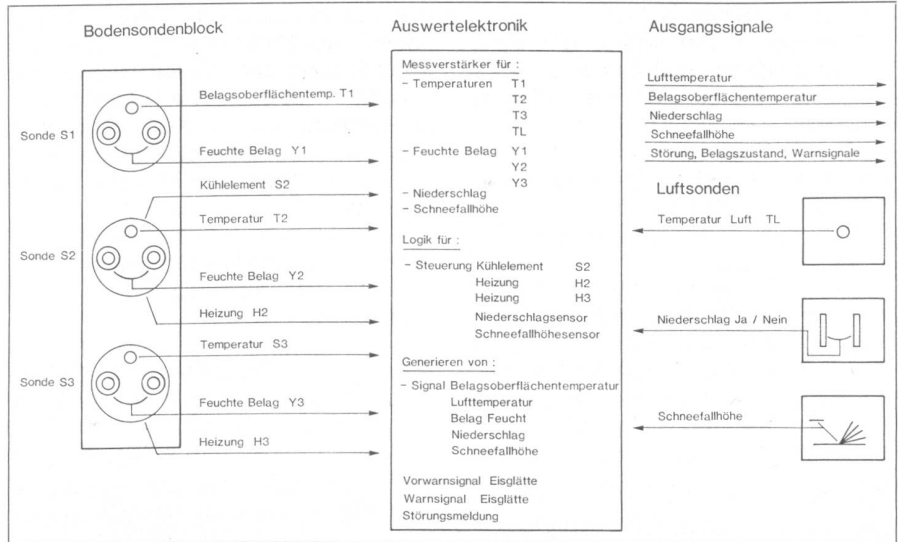 Bodensondenblock
Sonde S1
Sonde S2
Sonde S3
Belagsoberflächentemp. T1
Feuchte Belag Y1
Kühlelement S2
Temperatur T2
Feuchte Belag Y2
Heizung H2
Temperatur S3
Feuchte Belag Y3
Heizung H3
Auswertelektronik
Messverstärker für :
– Temperaturen T1
T2
T3
TL
– Feuchte Belag Y1
Y2
Y3
– Niederschlag
– Schneefallhöhe
Logik für :
– Steuerung Kühlelement S2
Heizung H2
Heizung H3
Niederschlagsensor
Schneefallhöhesensor
Generieren von :
– Signal Belagsoberflächentemperatur
Lufttemperatur
Belag Feucht
Niederschlag
Schneefallhöhe
Vorwarnsignal Eisglätte
Warnsignal Eisglätte
Störungsmeldung
Ausgangssignale
Lufttemperatur
Belagsoberflächentemperatur
Niederschlag
Schneefallhöhe
Störung, Belagszustand, Warnsignale
Luftsonden
Temperatur Luft TL
Niederschlag Ja / Nein
Schneefallhöhe